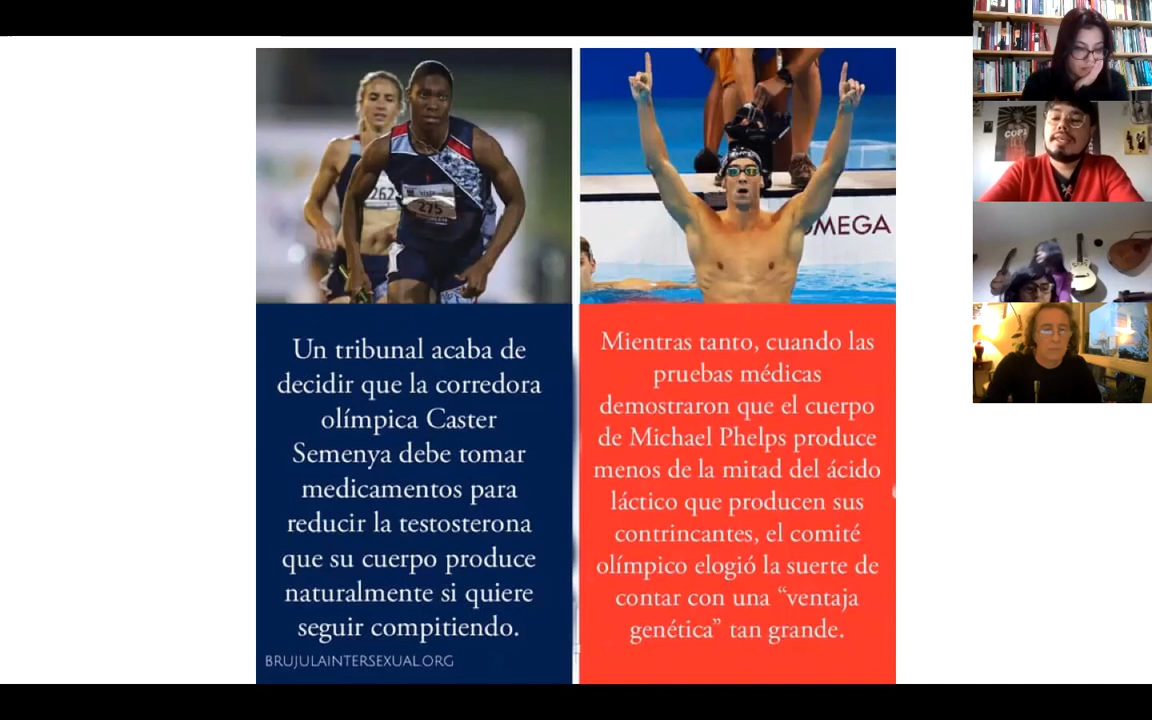 262
275
OMEGA
Un tribunal acaba de
decidir que la corredora
olímpica Caster
Semenya debe tomar
medicamentos para
reducir la testosterona
que su cuerpo produce
naturalmente si quiere
seguir compitiendo.
BRUJULAINTERSEXUAL.ORG
Mientras tanto, cuando las
pruebas médicas
demostraron que el cuerpo
de Michael Phelps produce
menos de la mitad del ácido
láctico que producen sus
contrincantes, el comité
olímpico elogió la suerte de
contar con una “ventaja
genética” tan grande.
COPI